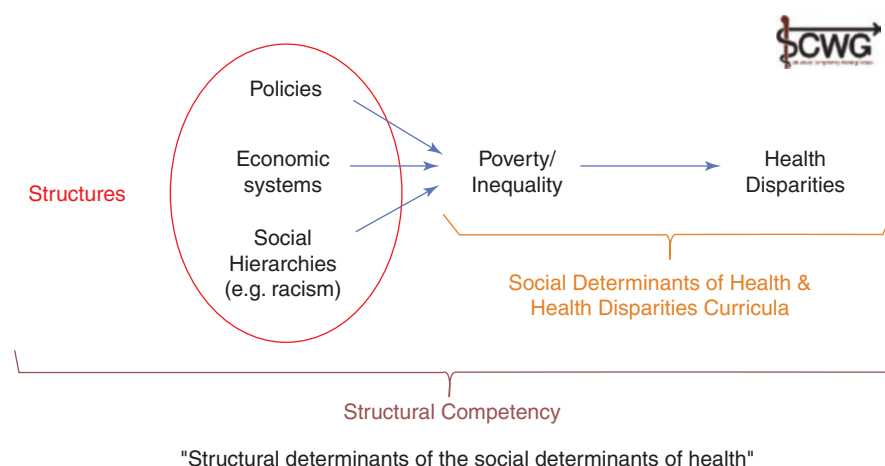 SCWG
Policies
Economic
systems
Social
Hierarchies
(e.g. racism)
Structures
Poverty/
Inequality
Health
Disparities
Social Determinants of Health &
Health Disparities Curricula
Structural Competency
"Structural determinants of the social determinants of health"